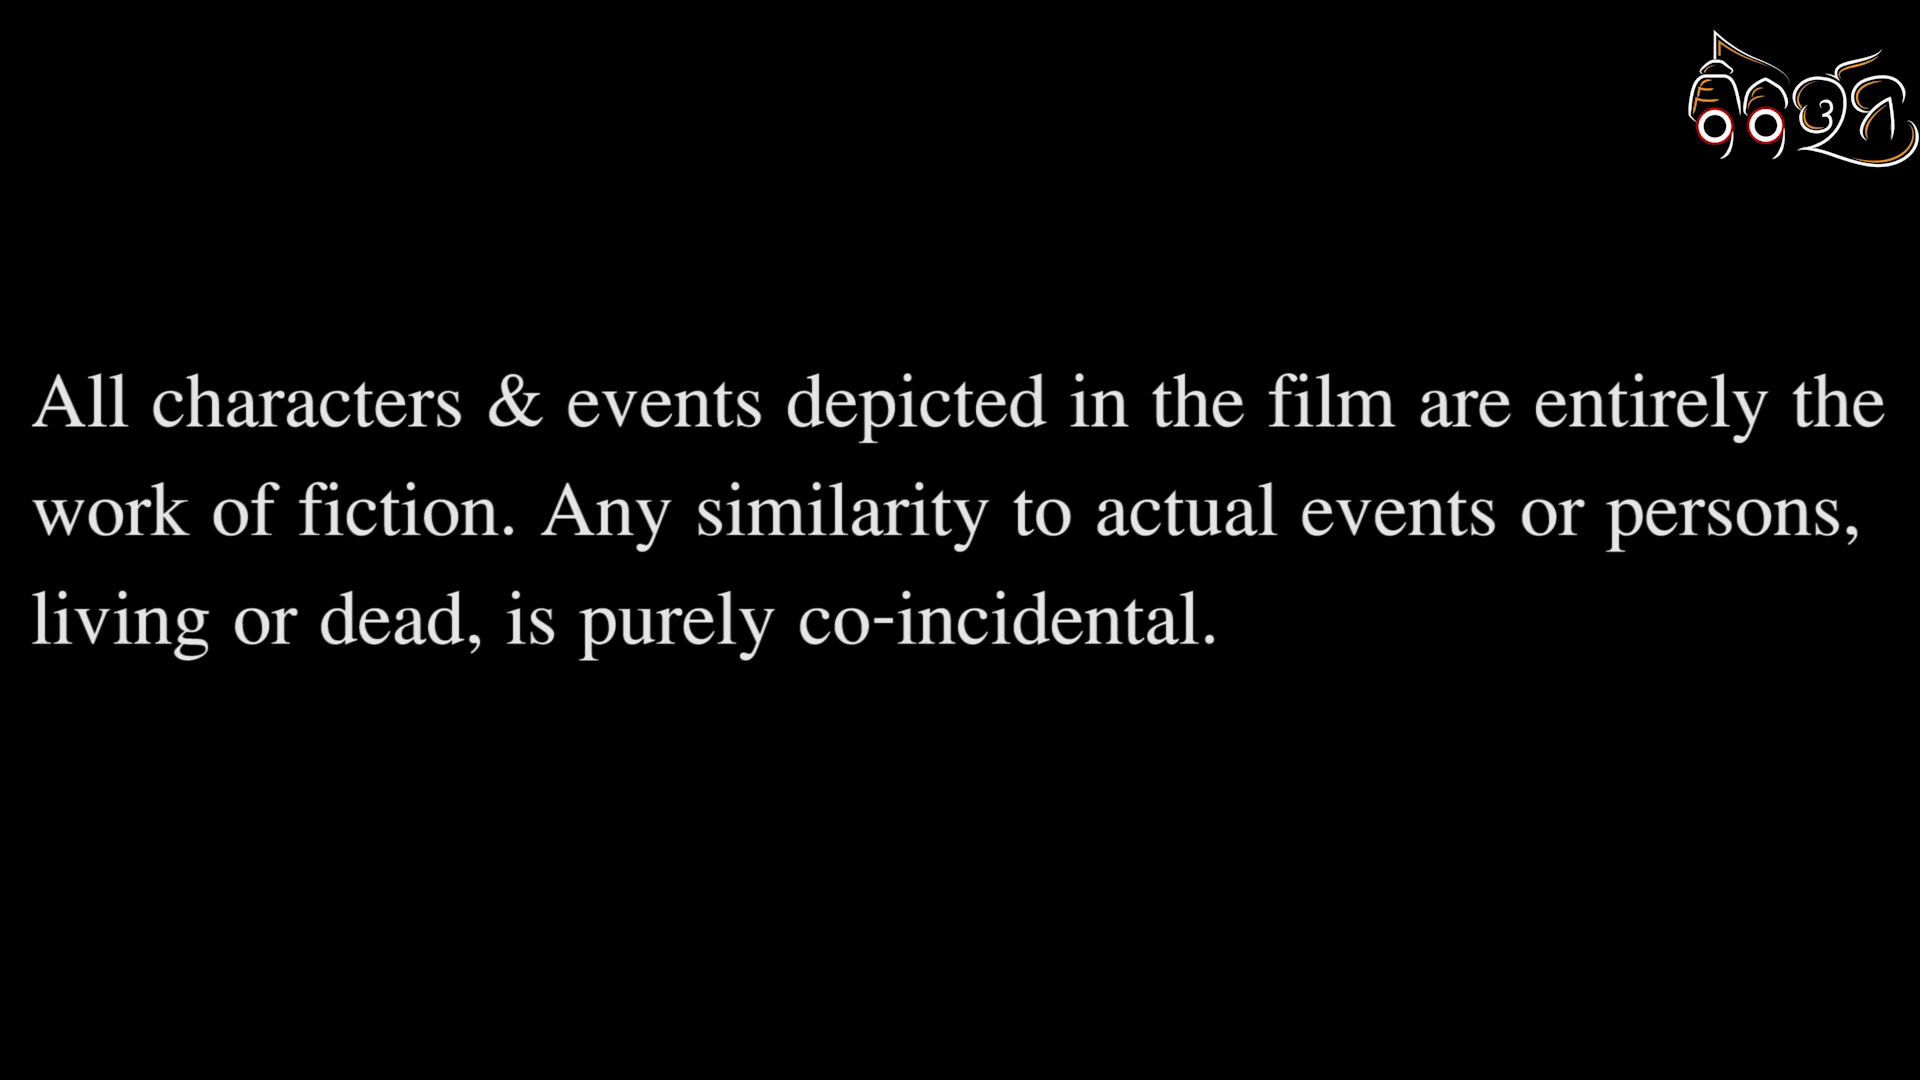 All characters & events depicted in the film are entirely the
work of fiction. Any similarity to actual events or persons,
living or dead, is purely co-incidental.